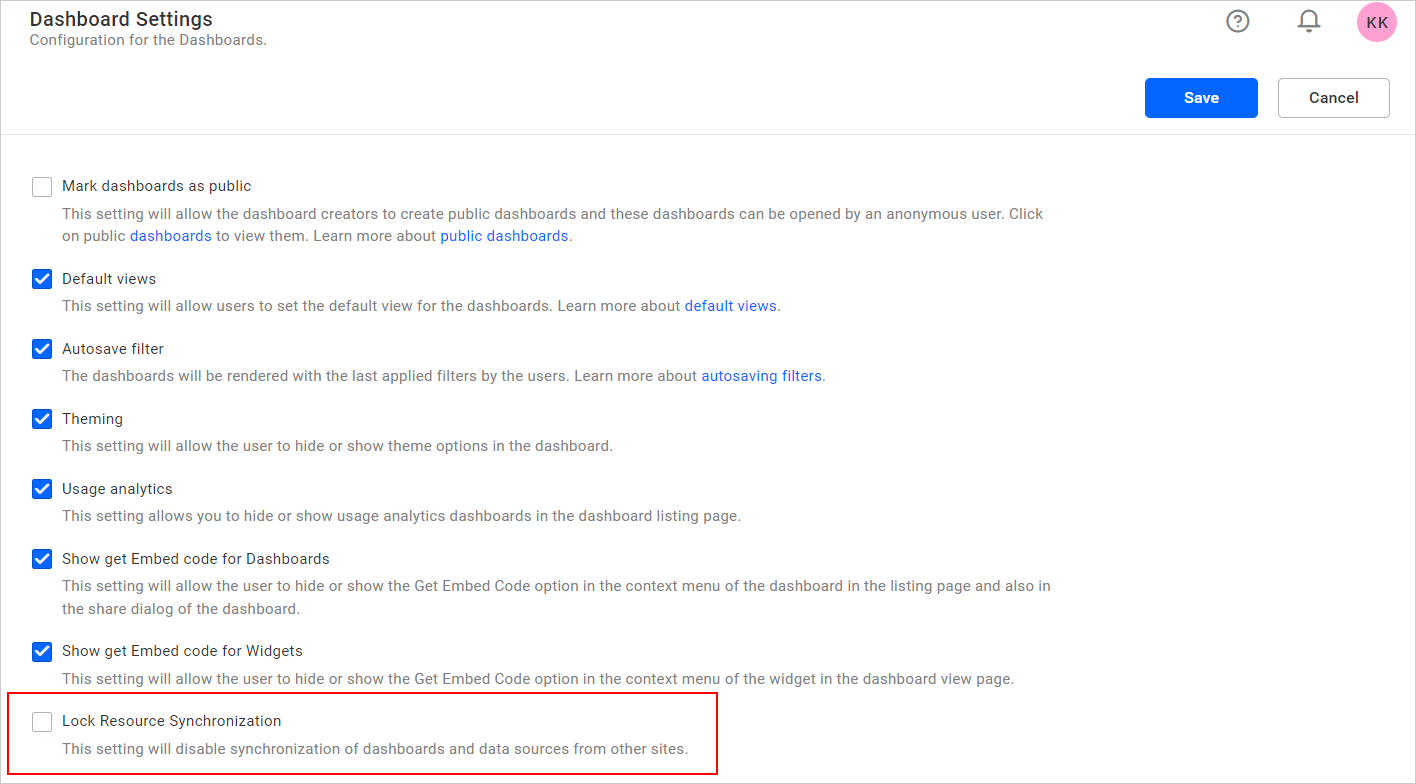 Dashboard Settings
Configuration for the Dashboards.
KK
Save
Cancel
Mark dashboards as public
This setting will allow the dashboard creators to create public dashboards and these dashboards can be opened by an anonymous user. Click
on public dashboards to view them. Learn more about public dashboards.
Default views
This setting will allow users to set the default view for the dashboards. Learn more about default views.
Autosave filter
The dashboards will be rendered with the last applied filters by the users. Learn more about autosaving filters.
Theming
This setting will allow the user to hide or show theme options in the dashboard.
Usage analytics
This setting allows you to hide or show usage analytics dashboards in the dashboard listing page.
Show get Embed code for Dashboards
This setting will allow the user to hide or show the Get Embed Code option in the context menu of the dashboard in the listing page and also in
the share dialog of the dashboard.
Show get Embed code for Widgets
This setting will allow the user to hide or show the Get Embed Code option in the context menu of the widget in the dashboard view page.
Lock Resource Synchronization
This setting will disable synchronization of dashboards and data sources from other sites.